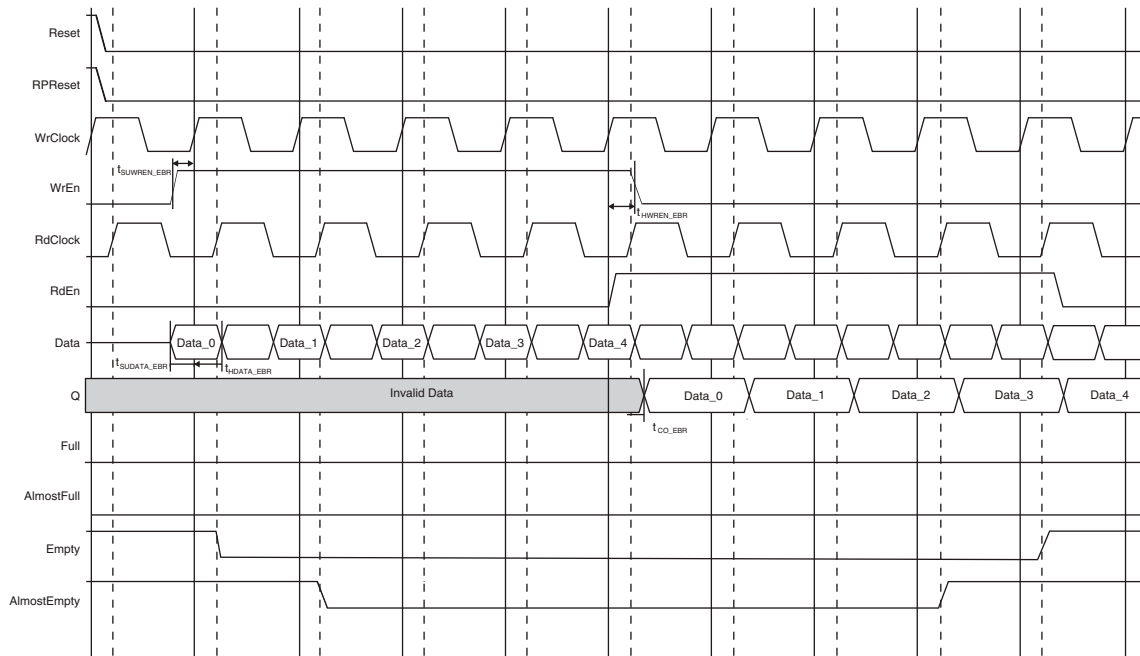 Reset
RPReset
WrClock
tSUWREN_EBR
WrEn
tHWREN_EBR
RdClock
RdEn
Data Data_0 Data_1 Data_2 Data_3 Data_4
tSUDATA_EBR tHDATA_EBR
Q Invalid Data Data_0 Data_1 Data_2 Data_3 Data_4
tCO_EBR
Full
AlmostFull
Empty
AlmostEmpty